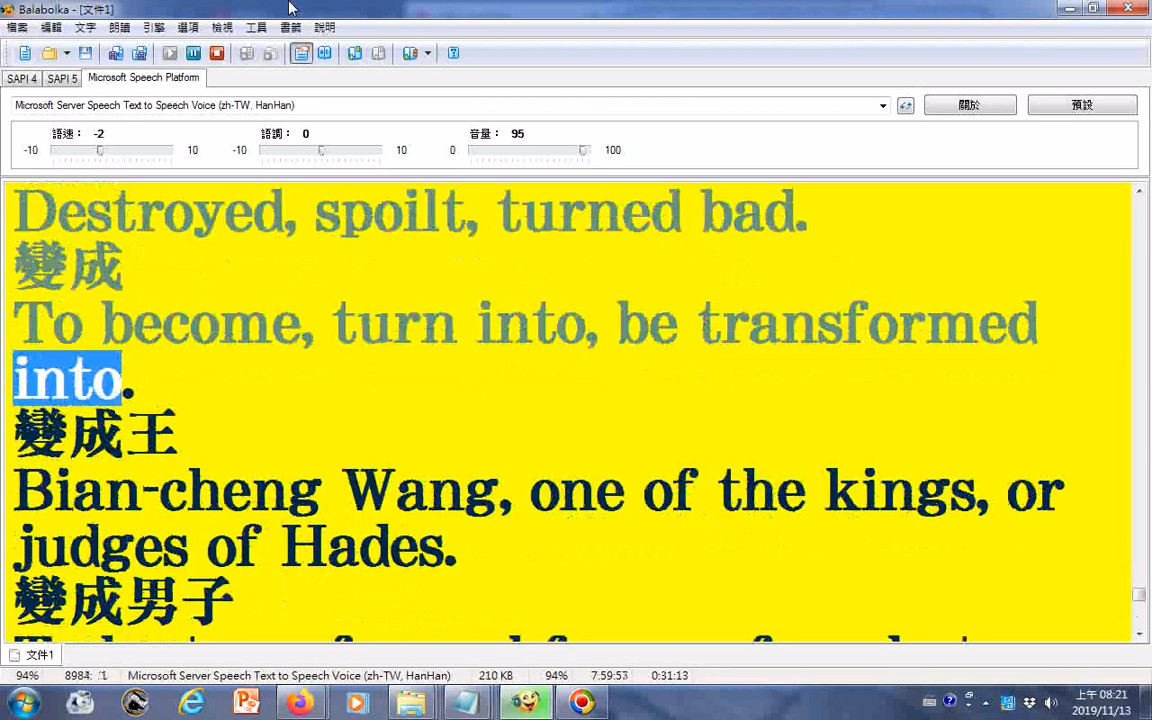 Balabolka - [文件1]
檔案 編輯 文字 朗讀 引擎 選項 檢視 工具 書籤 說明
SAPI 4 SAPI 5 Microsoft Speech Platform
Microsoft Server Speech Text to Speech Voice (zh-TW, HanHan) 關於 預設
語速： -2 語調： 0 音量： 95
-10 10 -10 10 0 100
Destroyed, spoilt, turned bad.
變成
To become, turn into, be transformed
into.
變成王
Bian-cheng Wang, one of the kings, or
judges of Hades.
變成男子
文件1
94% Microsoft Server Speech Text to Speech Voice (zh-TW, HanHan) 210 KB 94% 7:59:53 0:31:13
上午 08:21
2019/11/13